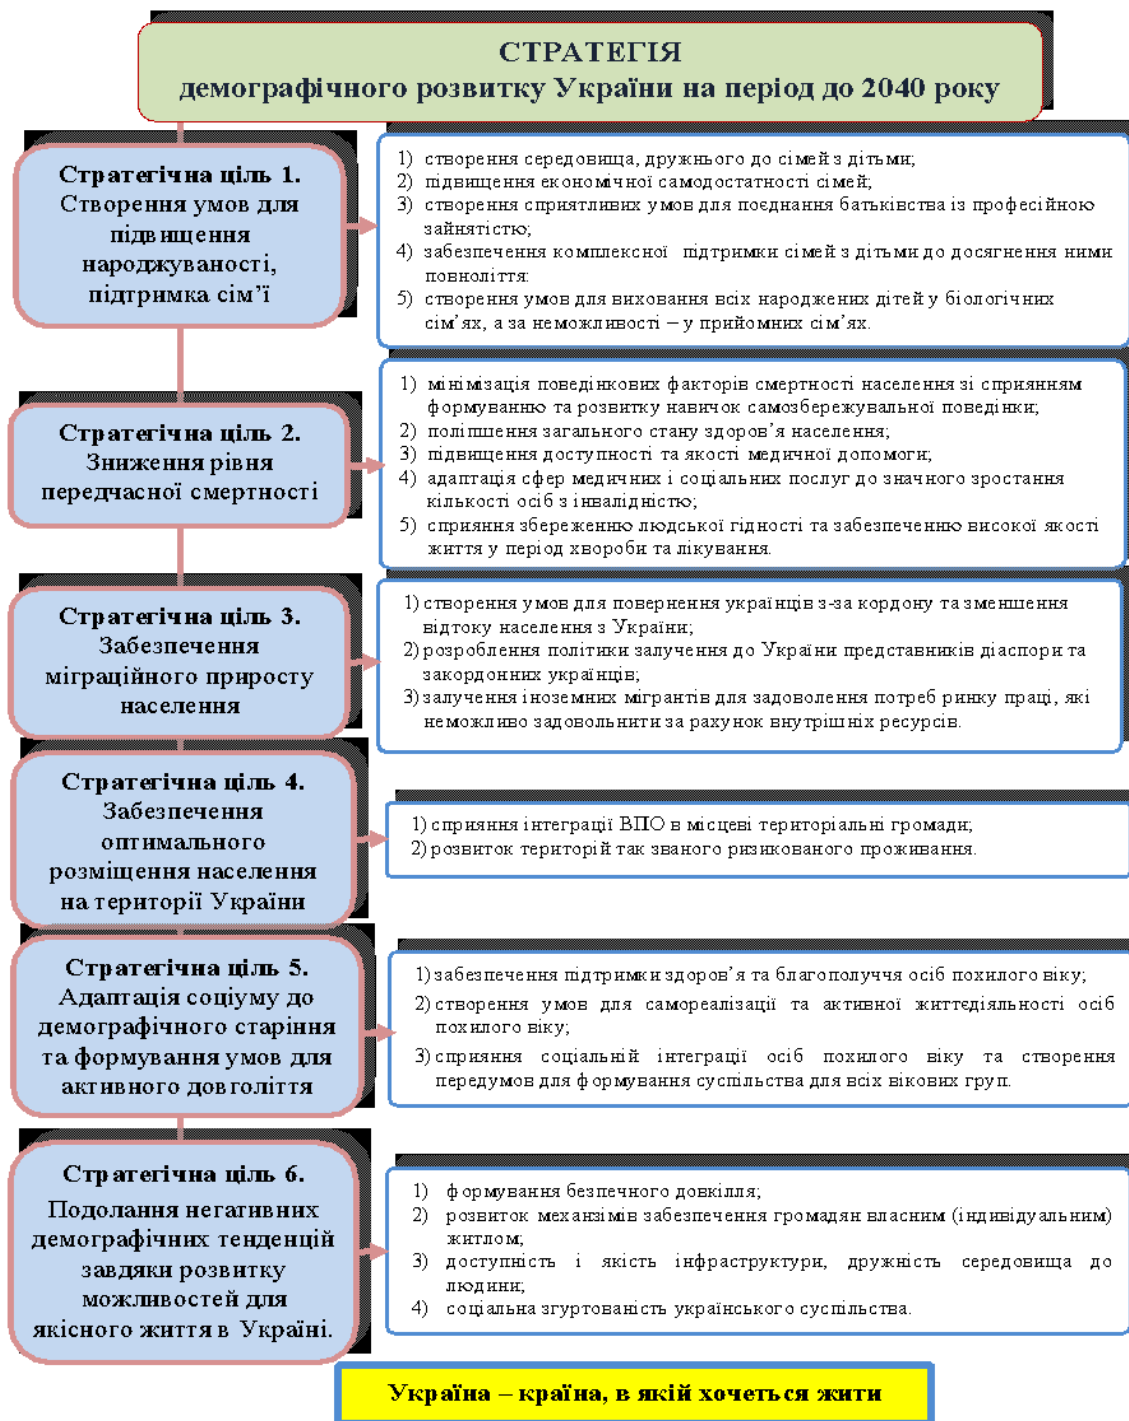 СТРАТЕГІЯ
демографічного розвитку України на період до 2040 року
Стратегічна ціль 1.
Створення умов для
підвищення
народжуваності,
підтримка сім’ї
1) створення середовища, дружнього до сімей з дітьми;
2) підвищення економічної самодостатності сімей;
3) створення сприятливих умов для поєднання батьківства із професійною
зайнятістю;
4) забезпечення комплексної підтримки сімей з дітьми до досягнення ними
повноліття:
5) створення умов для виховання всіх народжених дітей у біологічних
сім’ях, а за неможливості – у прийомних сім’ях.
Стратегічна ціль 2.
Зниження рівня
передчасної смертності
1) мінімізація поведінкових факторів смертності населення зі сприянням
формуванню та розвитку навичок самозбережувальної поведінки;
2) поліпшення загального стану здоров’я населення;
3) підвищення доступності та якості медичної допомоги;
4) адаптація сфер медичних і соціальних послуг до значного зростання
кількості осіб з інвалідністю;
5) сприяння збереженню людської гідності та забезпеченню високої якості
життя у період хвороби та лікування.
Стратегічна ціль 3.
Забезпечення
міграційного приросту
населення
1) створення умов для повернення українців з-за кордону та зменшення
відтоку населення з України;
2) розроблення політики залучення до України представників діаспори та
закордонних українців;
3) залучення іноземних мігрантів для задоволення потреб ринку праці, які
неможливо задовольнити за рахунок внутрішніх ресурсів.
Стратегічна ціль 4.
Забезпечення
оптимального
розміщення населення
на території України
1) сприяння інтеграції ВПО в місцеві територіальні громади;
2) розвиток територій так званого ризикованого проживання.
Стратегічна ціль 5.
Адаптація соціуму до
демографічного старіння
та формування умов для
активного довголіття
1) забезпечення підтримки здоров’я та благополуччя осіб похилого віку;
2) створення умов для самореалізації та активної життєдіяльності осіб
похилого віку;
3) сприяння соціальній інтеграції осіб похилого віку та створення
передумов для формування суспільства для всіх вікових груп.
Стратегічна ціль 6.
Подолання негативних
демографічних тенденцій
завдяки розвитку
можливостей для
якісного життя в Україні.
1) формування безпечного довкілля;
2) розвиток механзімів забезпечення громадян власним (індивідуальним)
житлом;
3) доступність і якість інфраструктури, дружність середовища до
людини;
4) соціальна згуртованість українського суспільства.
Україна – країна, в якій хочеться жити